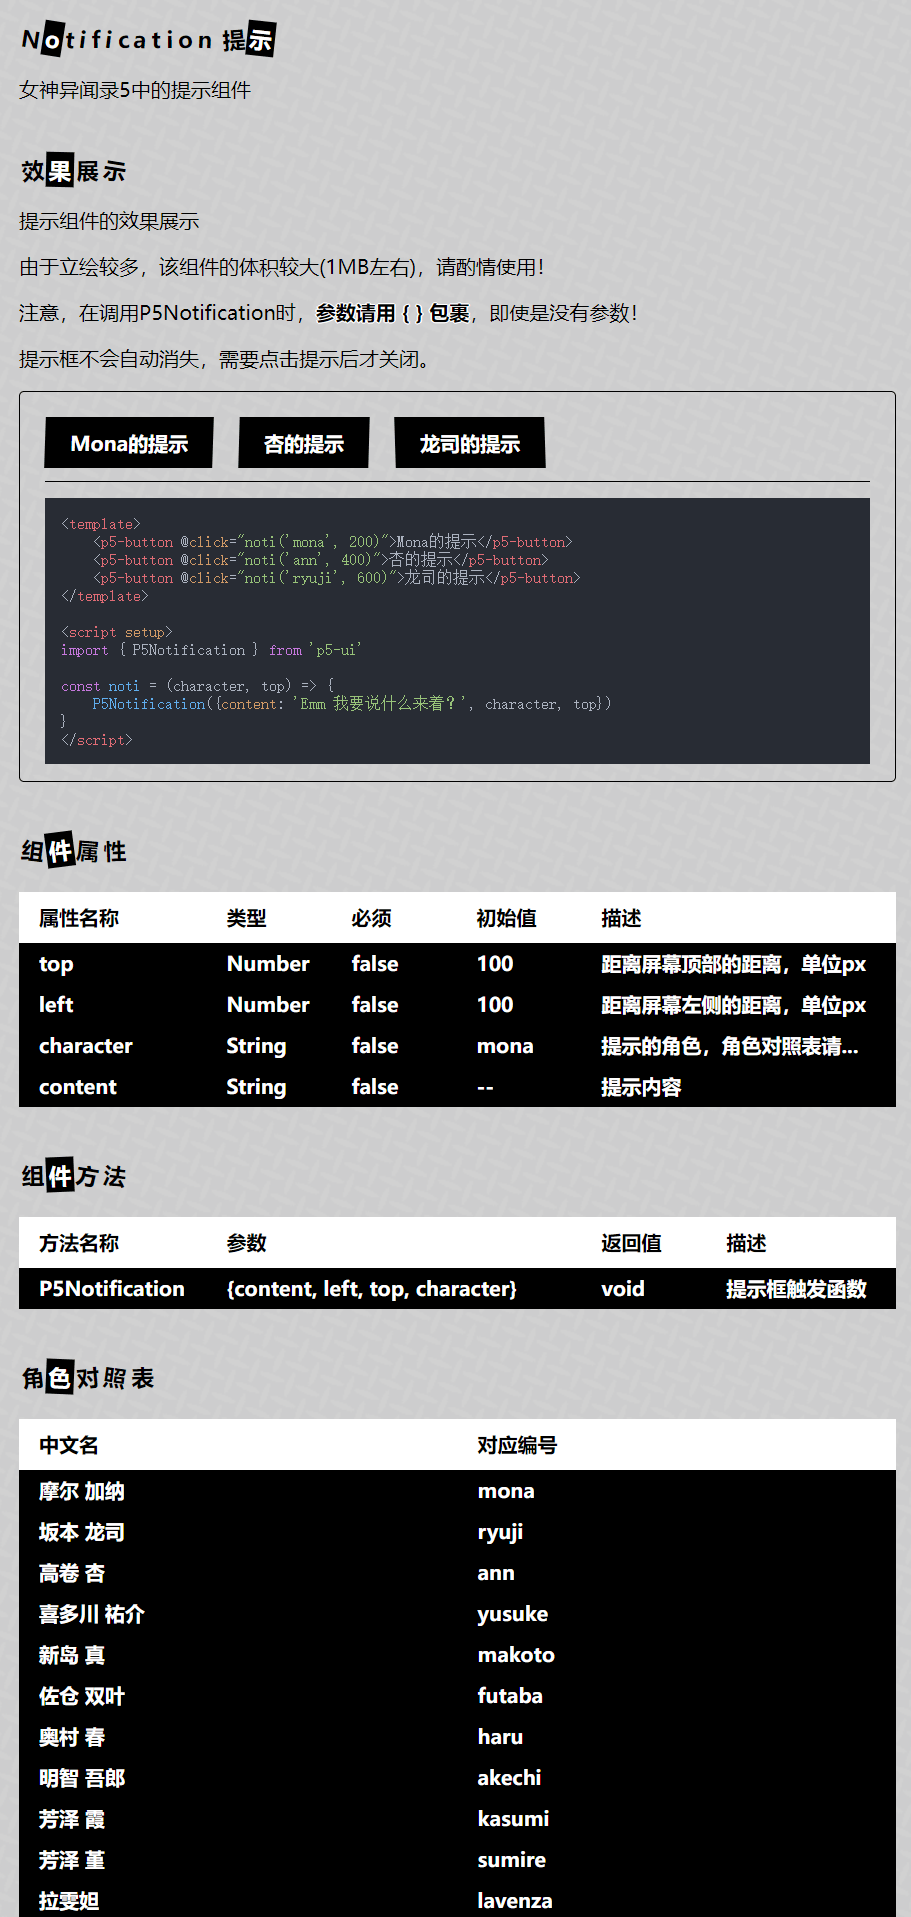 Notification 提示
女神异闻录5中的提示组件
效果展示
提示组件的效果展示
由于立绘较多，该组件的体积较大(1MB左右)，请酌情使用！
注意，在调用P5Notification时，参数请用 { } 包裹，即使是没有参数！
提示框不会自动消失，需要点击提示后才关闭。
Mona的提示 杏的提示 龙司的提示
<template>
    <p5-button @click="noti('mona', 200)">Mona的提示</p5-button>
    <p5-button @click="noti('ann', 400)">杏的提示</p5-button>
    <p5-button @click="noti('ryuji', 600)">龙司的提示</p5-button>
</template>
<script setup>
import { P5Notification } from 'p5-ui'
const noti = (character, top) => {
    P5Notification({content: 'Emm 我要说什么来着？', character, top})
}
</script>
组件属性
属性名称 类型 必须 初始值 描述
top Number false 100 距离屏幕顶部的距离，单位px
left Number false 100 距离屏幕左侧的距离，单位px
character String false mona 提示的角色，角色对照表请...
content String false -- 提示内容
组件方法
方法名称 参数 返回值 描述
P5Notification {content, left, top, character} void 提示框触发函数
角色对照表
中文名 对应编号
摩尔 加纳 mona
坂本 龙司 ryuji
高卷 杏 ann
喜多川 祐介 yusuke
新岛 真 makoto
佐仓 双叶 futaba
奥村 春 haru
明智 吾郎 akechi
芳泽 霞 kasumi
芳泽 堇 sumire
拉雯妲 lavenza